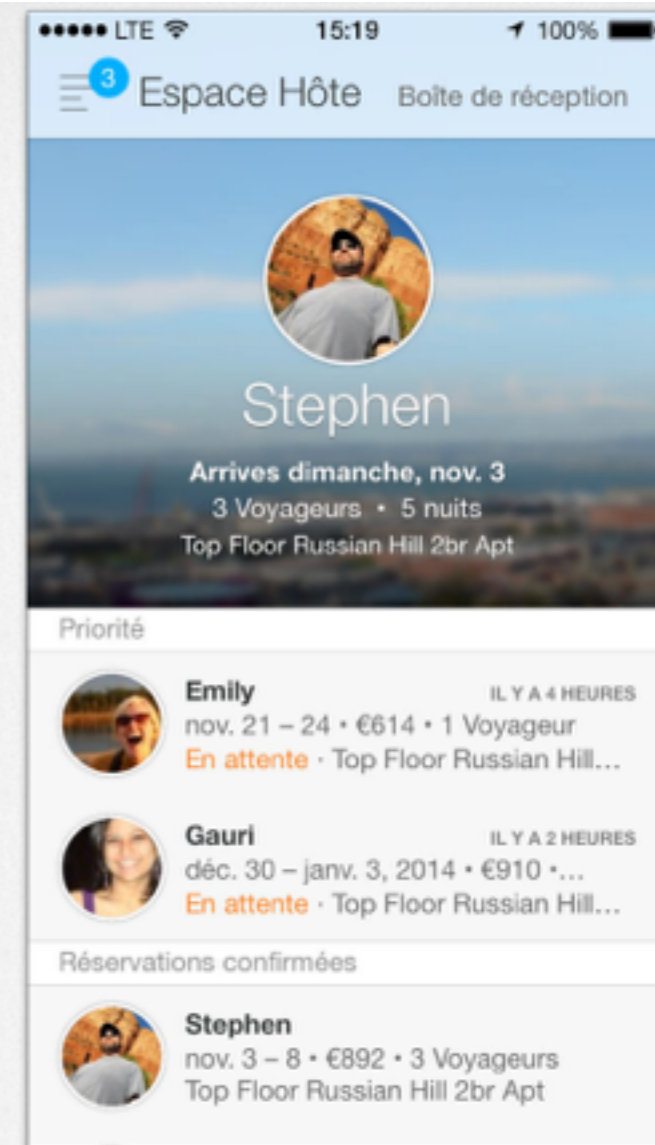 LTE 15:19 100%
3 Espace Hôte Boîte de réception
Stephen
Arrives dimanche, nov. 3
3 Voyageurs • 5 nuits
Top Floor Russian Hill 2br Apt
Priorité
Emily IL Y A 4 HEURES
nov. 21 – 24 • €614 • 1 Voyageur
En attente · Top Floor Russian Hill...
Gauri IL Y A 2 HEURES
déc. 30 – janv. 3, 2014 • €910 •...
En attente · Top Floor Russian Hill...
Réservations confirmées
Stephen
nov. 3 – 8 • €892 • 3 Voyageurs
Top Floor Russian Hill 2br Apt